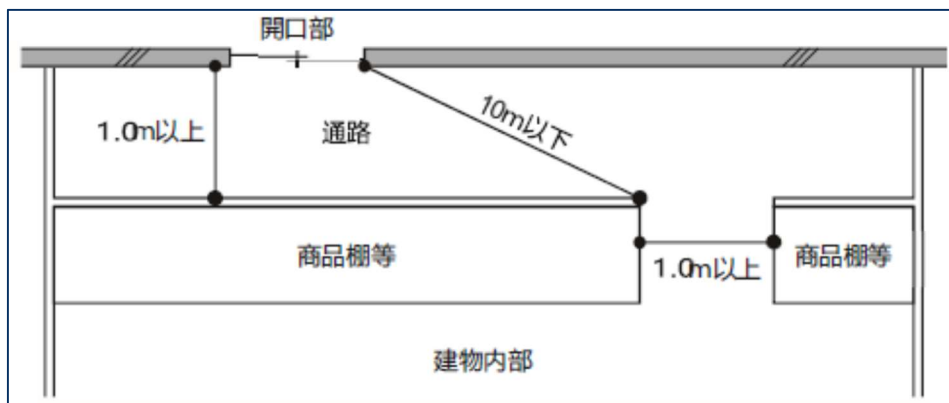 開口部
1.0m以上
通路
10m以下
商品棚等
1.0m以上
商品棚等
建物内部